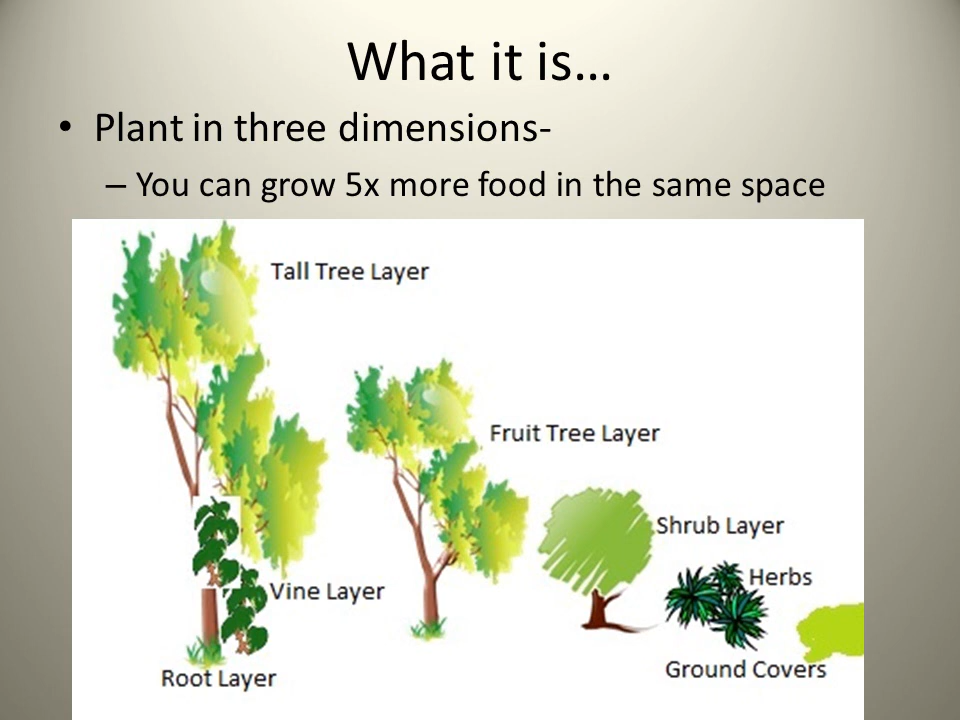 What it is…
• Plant in three dimensions-
– You can grow 5x more food in the same space
Tall Tree Layer
Fruit Tree Layer
Shrub Layer
Herbs
Vine Layer
Ground Covers
Root Layer